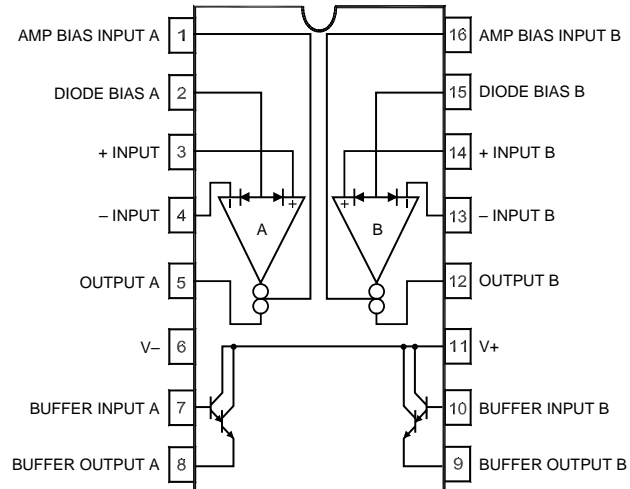 AMP BIAS INPUT A 1
16 AMP BIAS INPUT B
DIODE BIAS A 2
15 DIODE BIAS B
+ INPUT 3
14 + INPUT B
– INPUT 4
13 – INPUT B
– +
+ –
A
B
OUTPUT A 5
12 OUTPUT B
V– 6
11 V+
BUFFER INPUT A 7
10 BUFFER INPUT B
BUFFER OUTPUT A 8
9 BUFFER OUTPUT B